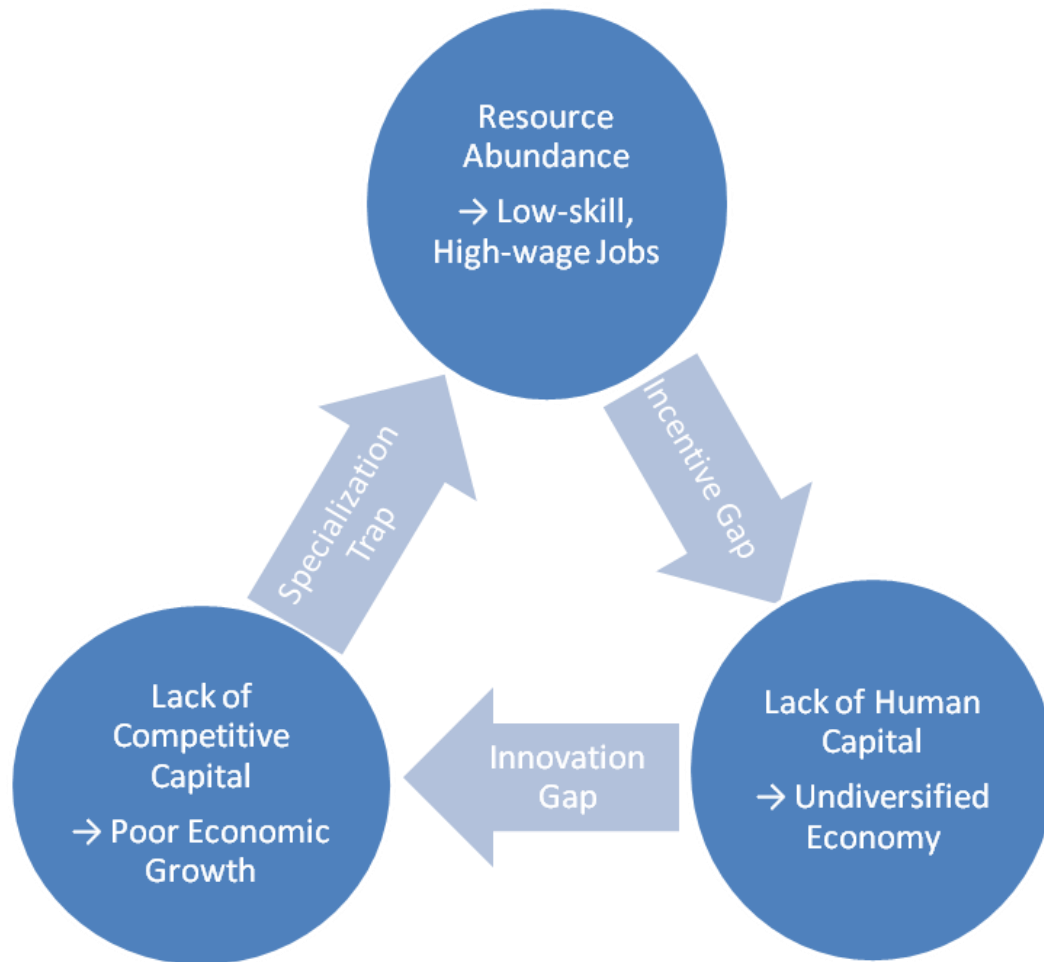 Resource
Abundance
→ Low-skill,
High-wage Jobs
Incentive Gap
Lack of Human
Capital
→ Undiversified
Economy
Innovation
Gap
Lack of
Competitive
Capital
→ Poor Economic
Growth
Specialization
Trap